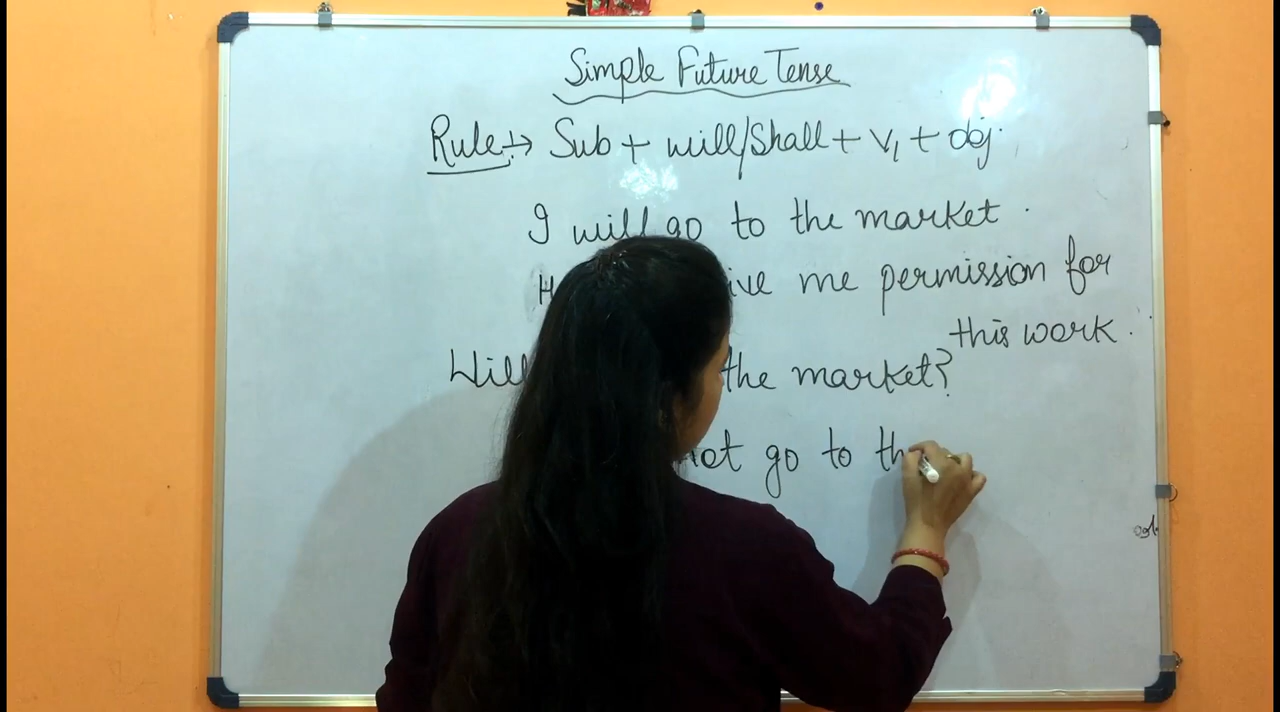 Simple Future Tense
Rule :→ Sub + will/Shall + V₁ + obj.
I will go to the market.
me permission for
this work.
Will the market?
not go to the